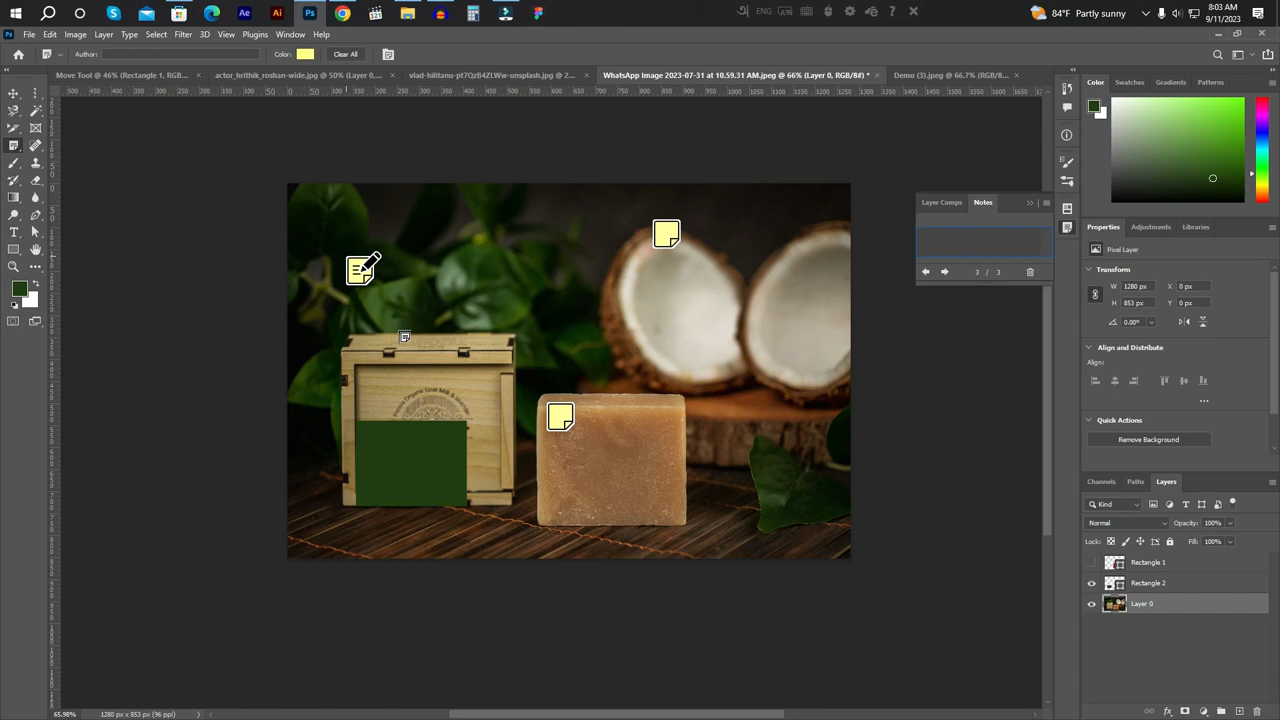 ENG
84°F Partly sunny
8:03 AM
9/11/2023
Ae
Ai
Ps
File Edit Image Layer Type Select Filter 3D View Plugins Window Help
Author:
Color:
Clear All
Move Tool @ 46% (Rectangle 1, RGB...
actor_hrithik_roshan-wide.jpg @ 50% (Layer 0,...
vlad-hilitanu-pt7QzB4ZLWw-unsplash.jpg @ 2...
WhatsApp Image 2023-07-31 at 10.59.31 AM.jpeg @ 66% (Layer 0, RGB/8#) *
Demo (3).jpeg @ 66.7% (RGB/8...
Color Swatches Gradients Patterns
Layer Comps Notes
3 / 3
Properties Adjustments Libraries
Pixel Layer
Transform
W 1280 px X 0 px
H 853 px Y 0 px
0.00°
Align and Distribute
Align:
Quick Actions
Remove Background
Channels Paths Layers
Kind
Normal Opacity: 100%
Lock: Fill: 100%
Rectangle 1
Rectangle 2
Layer 0
65.98% 1280 px x 853 px (96 ppi)